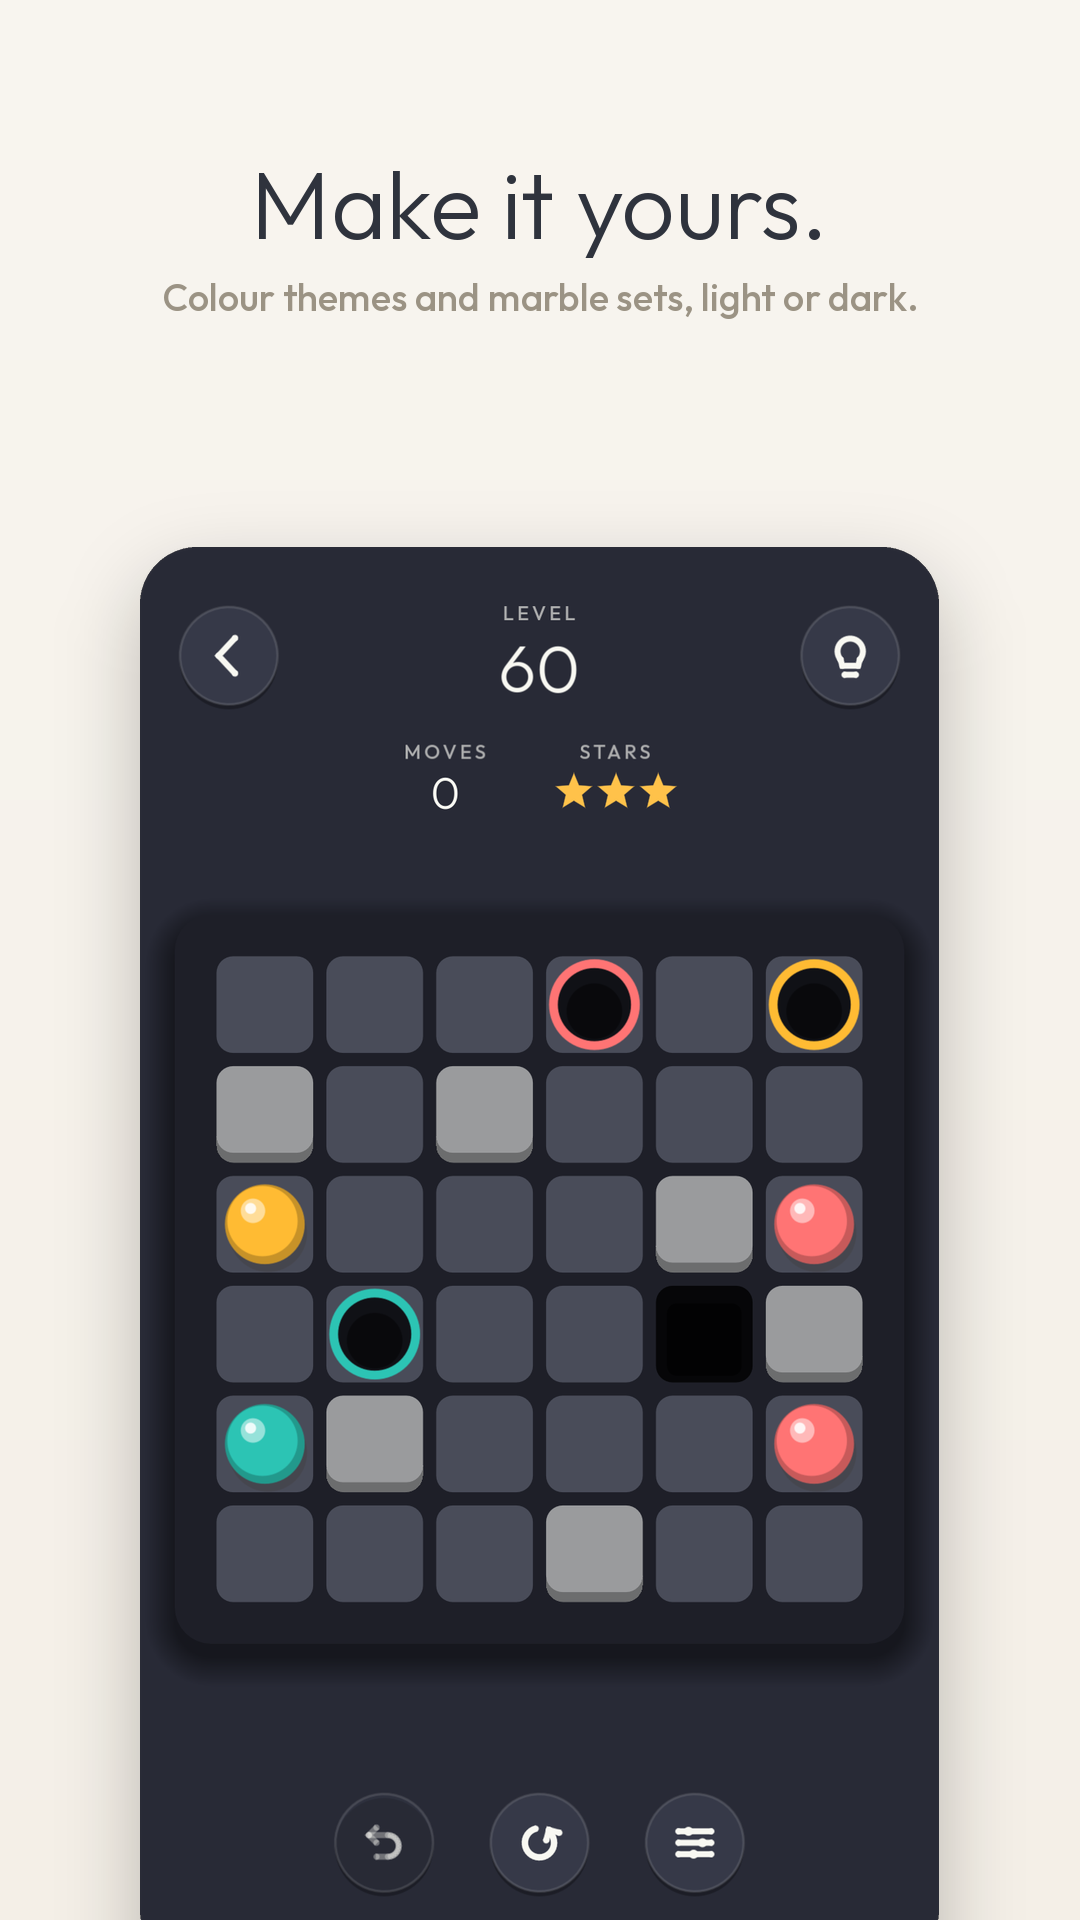 Make it yours.
Colour themes and marble sets, light or dark.
LEVEL
60
MOVES
STARS
0